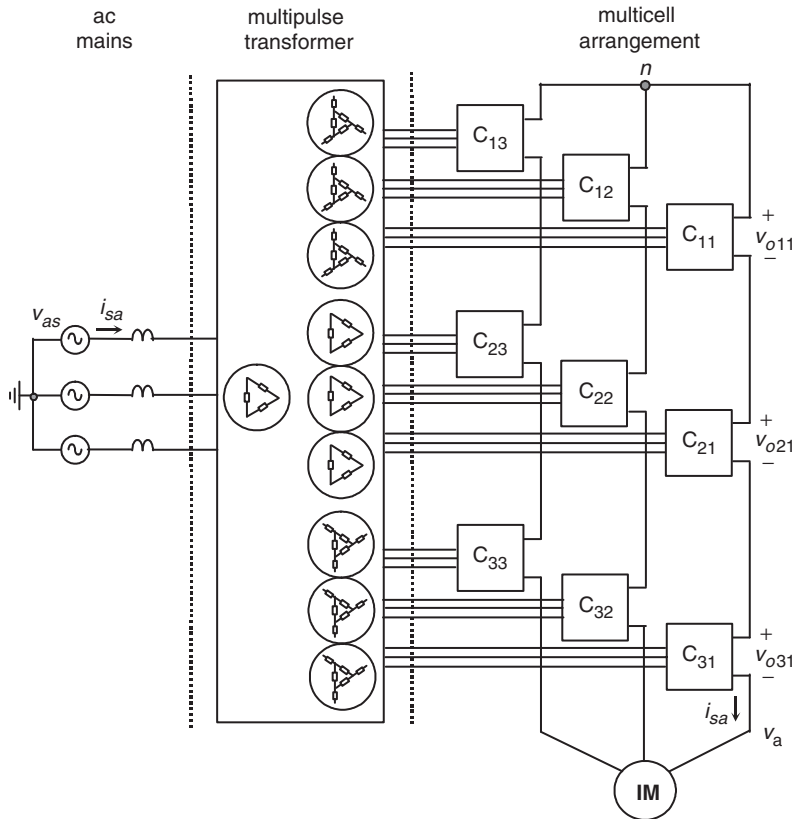 ac mains
multipulse transformer
multicell arrangement
n
C13
C12
C11
+
vo11
−
vas
isa
C23
C22
C21
+
vo21
−
C33
C32
C31
+
vo31
−
isa
va
IM